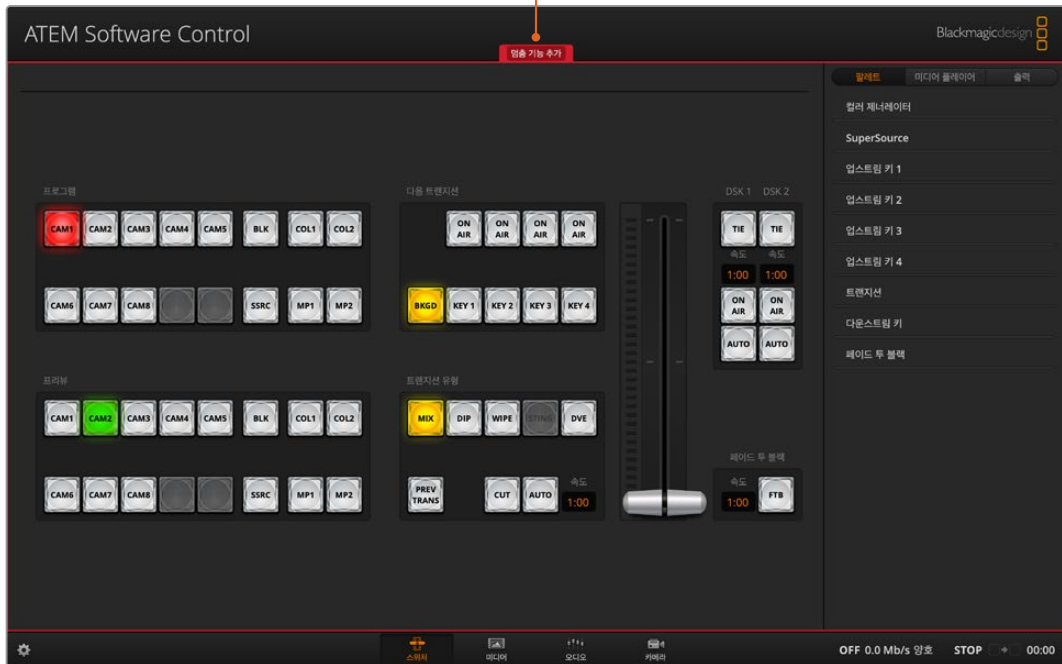 ATEM Software Control
Blackmagicdesign
멈춤 기능 추가
팔레트 미디어 플레이어 출력
컬러 제너레이터
SuperSource
업스트림 키 1
업스트림 키 2
업스트림 키 3
업스트림 키 4
트랜지션
다운스트림 키
페이드 투 블랙
프로그램
CAM1 CAM2 CAM3 CAM4 CAM5 BLK COL1 COL2
CAM6 CAM7 CAM8 SSRC MP1 MP2
다음 트랜지션
ON AIR ON AIR ON AIR ON AIR
BKGD KEY 1 KEY 2 KEY 3 KEY 4
DSK 1 DSK 2
TIE TIE
속도 속도
1:00 1:00
ON AIR ON AIR
AUTO AUTO
프리뷰
CAM1 CAM2 CAM3 CAM4 CAM5 BLK COL1 COL2
CAM6 CAM7 CAM8 SSRC MP1 MP2
트랜지션 유형
MIX DIP WIPE STING DVE
PREV TRANS CUT AUTO
속도
1:00
페이드 투 블랙
속도
1:00 FTB
스위처 미디어 오디오 카메라
OFF 0.0 Mb/s 양호 STOP 00:00